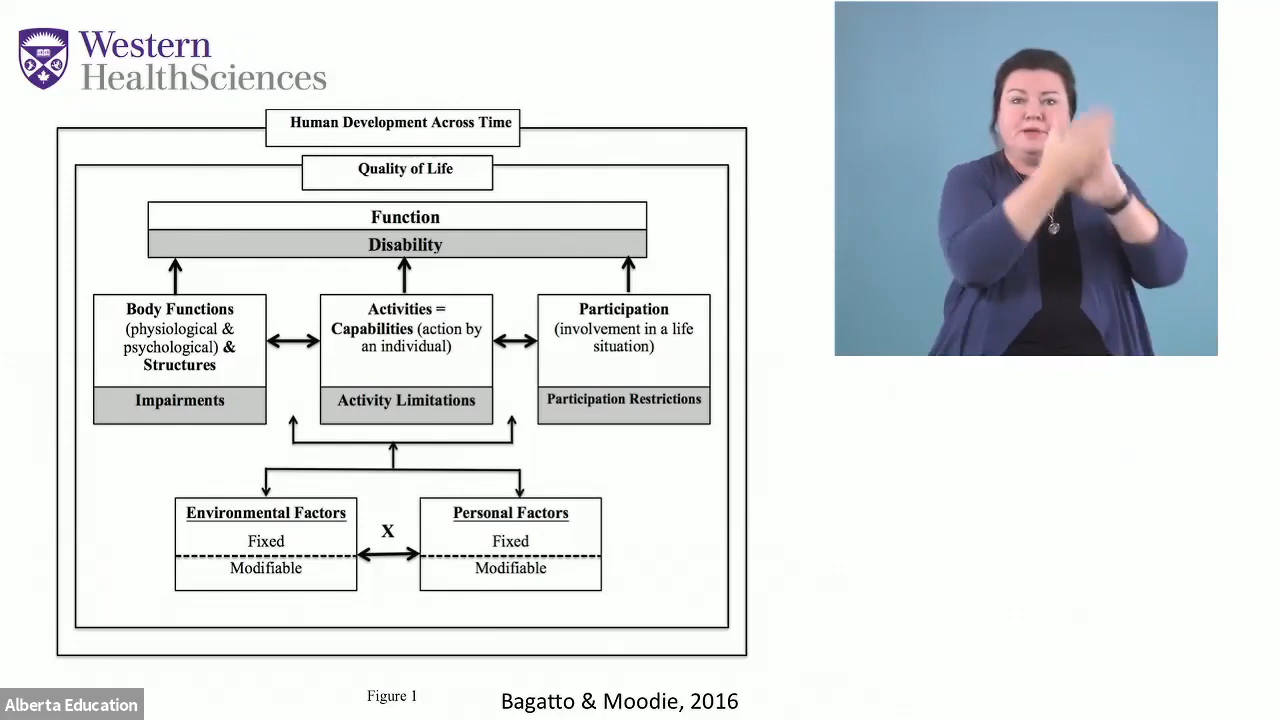 Western
HealthSciences
Human Development Across Time
Quality of Life
Function
Disability
Body Functions
(physiological &
psychological) &
Structures
Impairments
Activities =
Capabilities (action by
an individual)
Activity Limitations
Participation
(involvement in a life
situation)
Participation Restrictions
Environmental Factors
Fixed
Modifiable
X
Personal Factors
Fixed
Modifiable
Figure 1
Bagatto & Moodie, 2016
Alberta Education